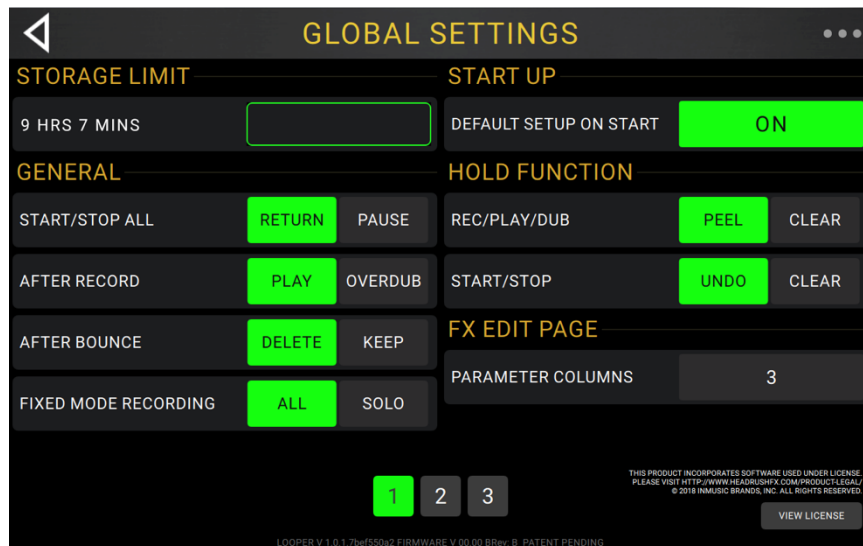 GLOBAL SETTINGS
STORAGE LIMIT
9 HRS 7 MINS
GENERAL
START/STOP ALL RETURN PAUSE
AFTER RECORD PLAY OVERDUB
AFTER BOUNCE DELETE KEEP
FIXED MODE RECORDING ALL SOLO
START UP
DEFAULT SETUP ON START ON
HOLD FUNCTION
REC/PLAY/DUB PEEL CLEAR
START/STOP UNDO CLEAR
FX EDIT PAGE
PARAMETER COLUMNS 3
1 2 3
THIS PRODUCT INCORPORATES SOFTWARE USED UNDER LICENSE.
PLEASE VISIT HTTP://WWW.HEADRUSHFX.COM/PRODUCT-LEGAL/
© 2018 INMUSIC BRANDS, INC. ALL RIGHTS RESERVED.
VIEW LICENSE
LOOPER V 1.0.1.7bef550a2 FIRMWARE V 00.00 BRev: B PATENT PENDING